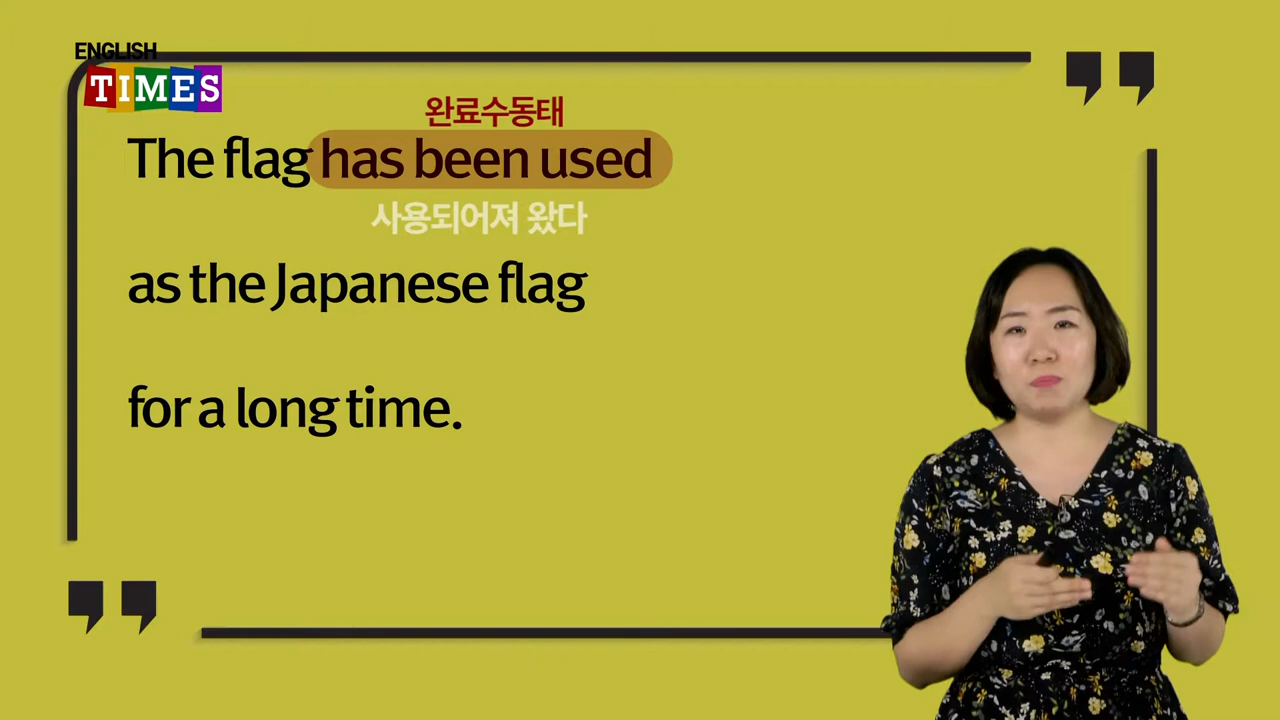 ENGLISH
TIMES
완료수동태
The flag has been used
사용되어져 왔다
as the Japanese flag
for a long time.